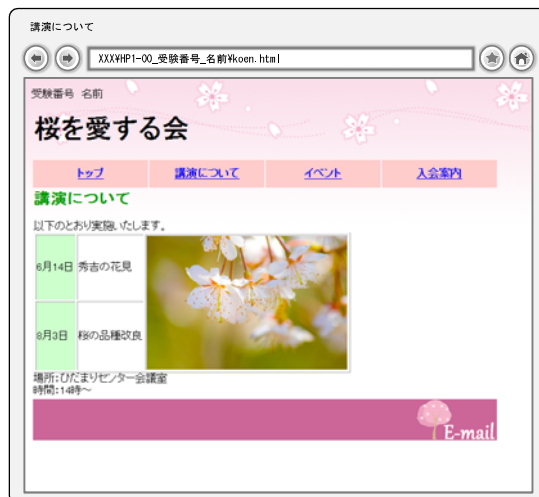 講演について
XXX¥HP1-00_受験番号_名前¥koen.html
受験番号 名前
桜を愛する会
トップ 講演について イベント 入会案内
講演について
以下のとおり実施いたします。
6月14日 秀吉の花見
8月3日 桜の品種改良
場所:ひだまりセンター会議室
時間:14時～
E-mail